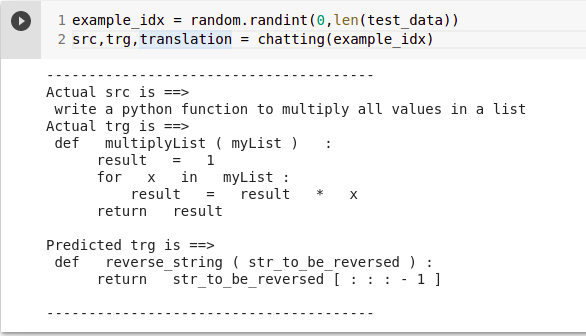 1 example_idx = random.randint(0,len(test_data))
2 src,trg,translation = chatting(example_idx)
---------------------------------------
Actual src is ==>
 write a python function to multiply all values in a list
Actual trg is ==>
 def   multiplyList ( myList )   :
      result   =   1
      for   x   in   myList :
          result   =   result   *   x
      return   result

Predicted trg is ==>
 def   reverse_string ( str_to_be_reversed ) :
      return   str_to_be_reversed [ : : : - 1 ]

---------------------------------------